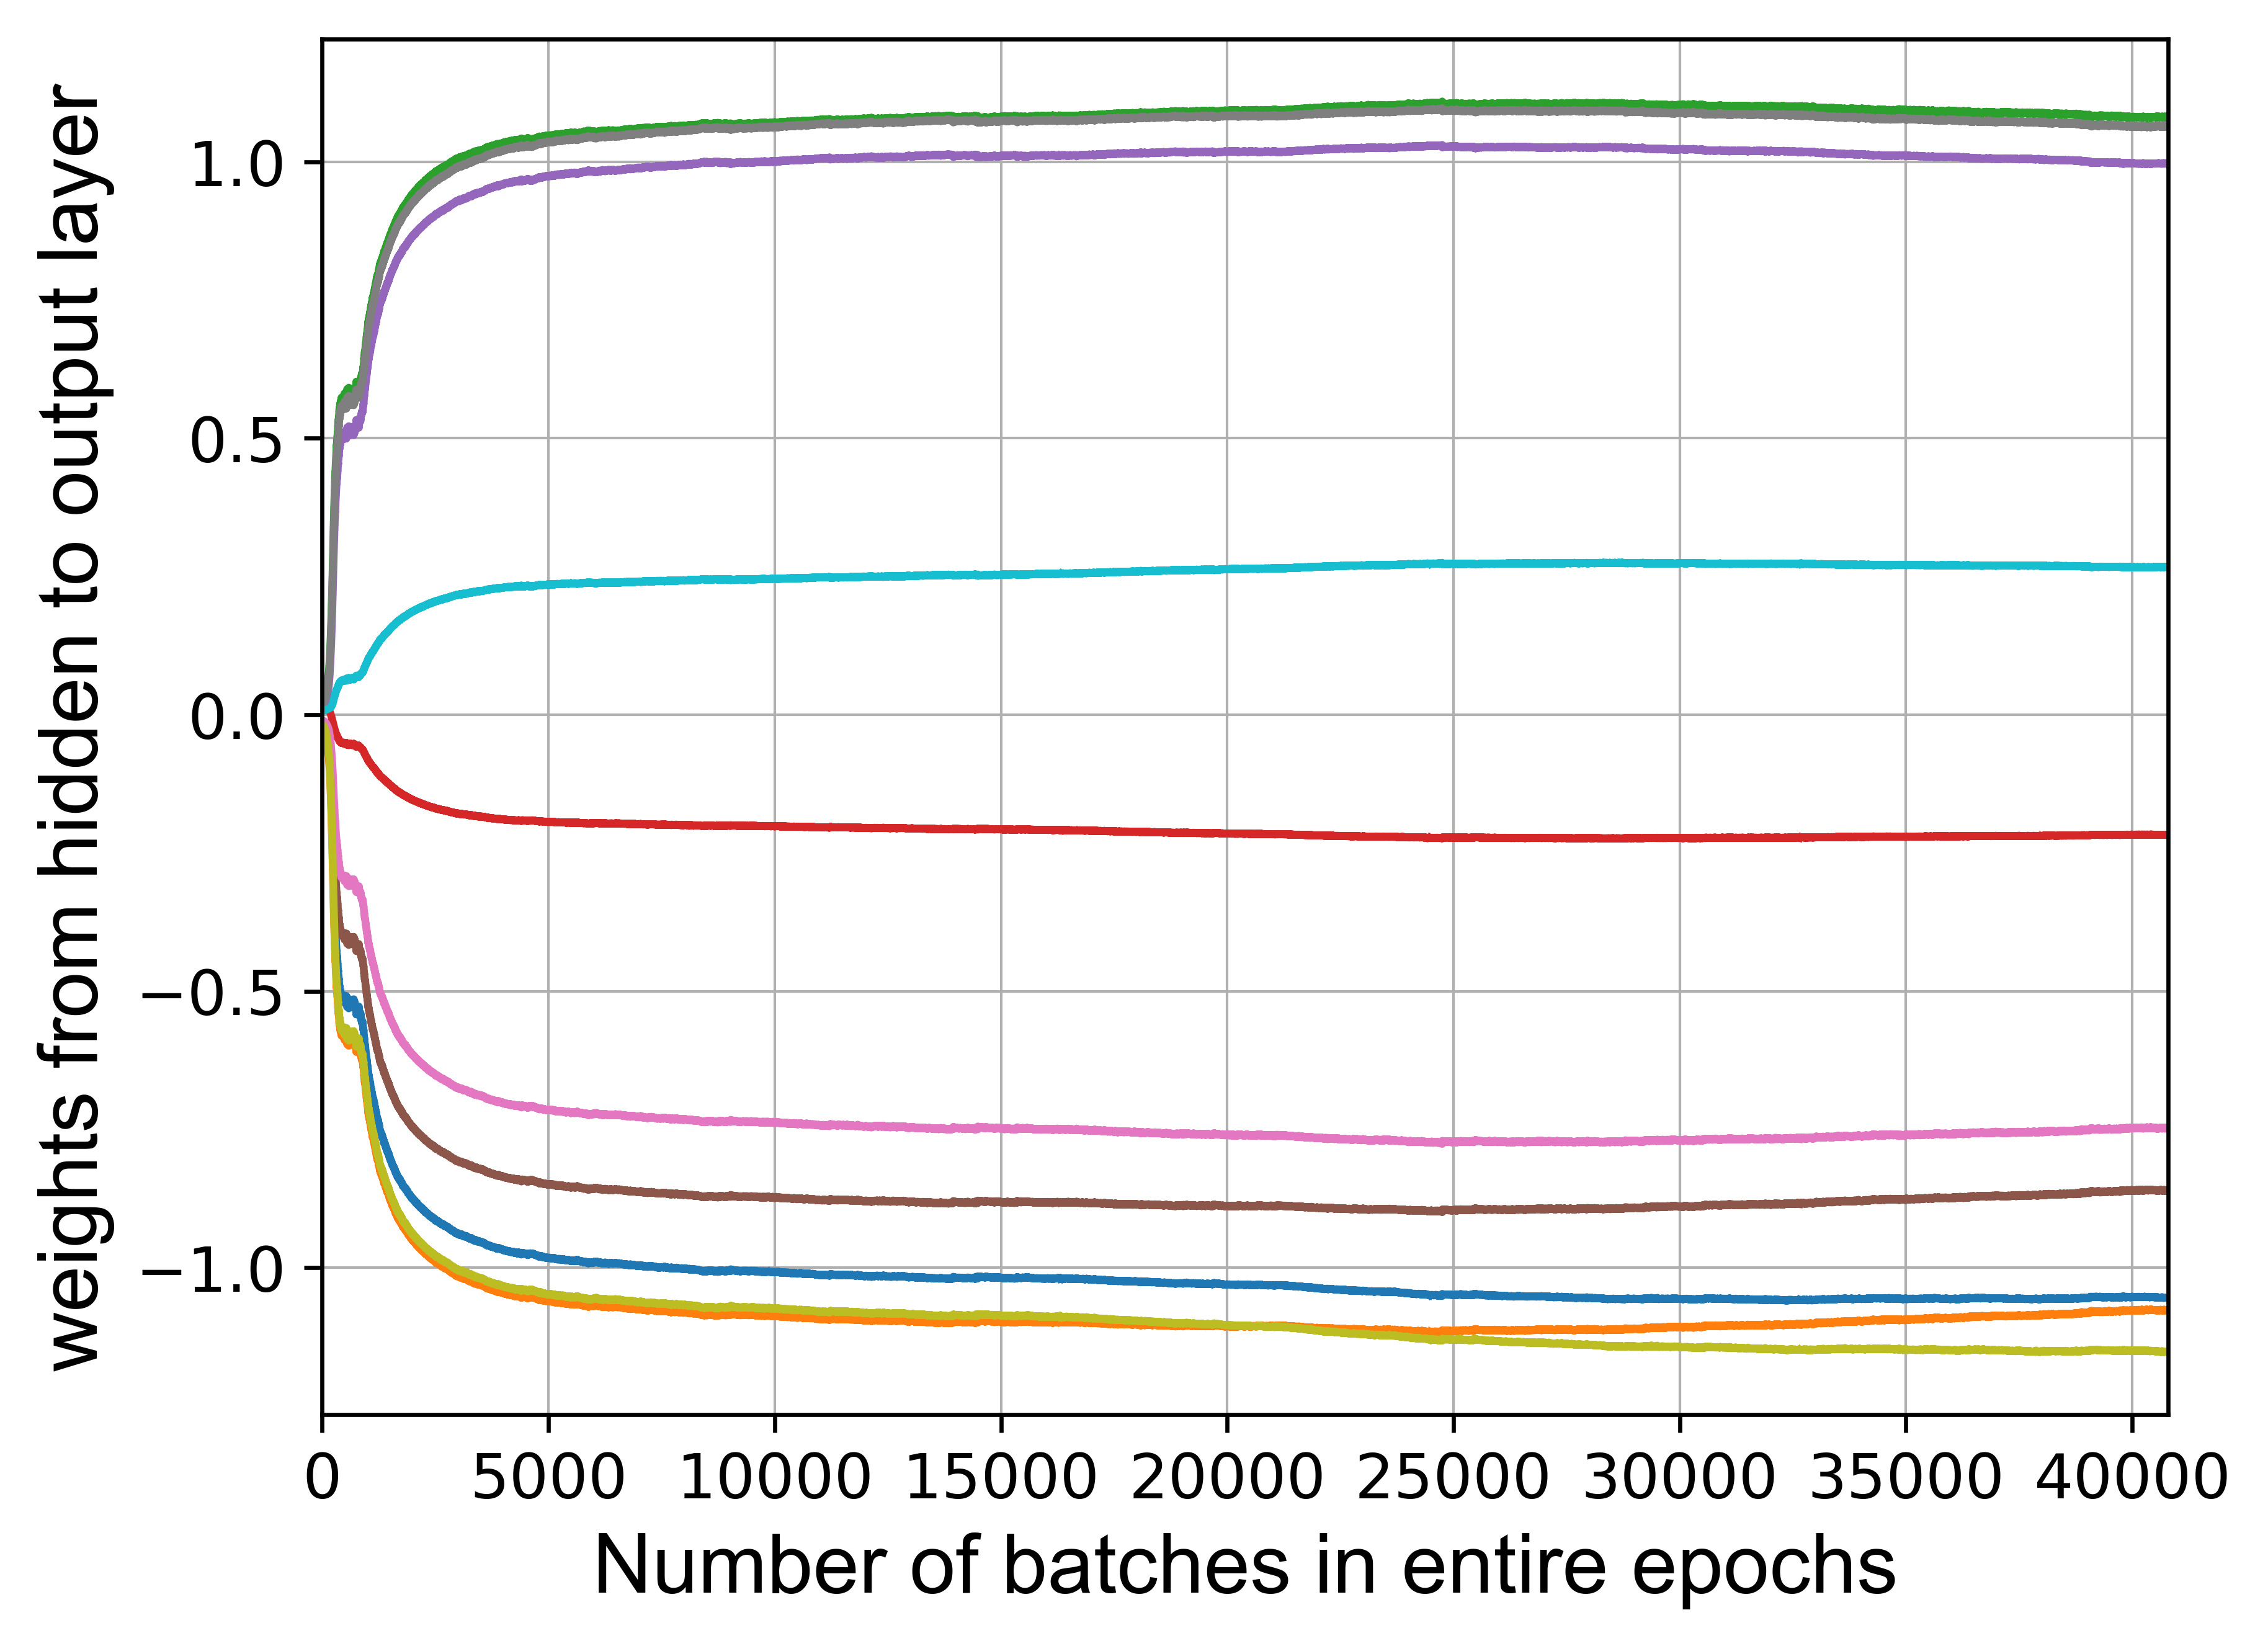 weights from hidden to output layer
1.0
0.5
0.0
−0.5
−1.0
0 5000 10000 15000 20000 25000 30000 35000 40000
Number of batches in entire epochs